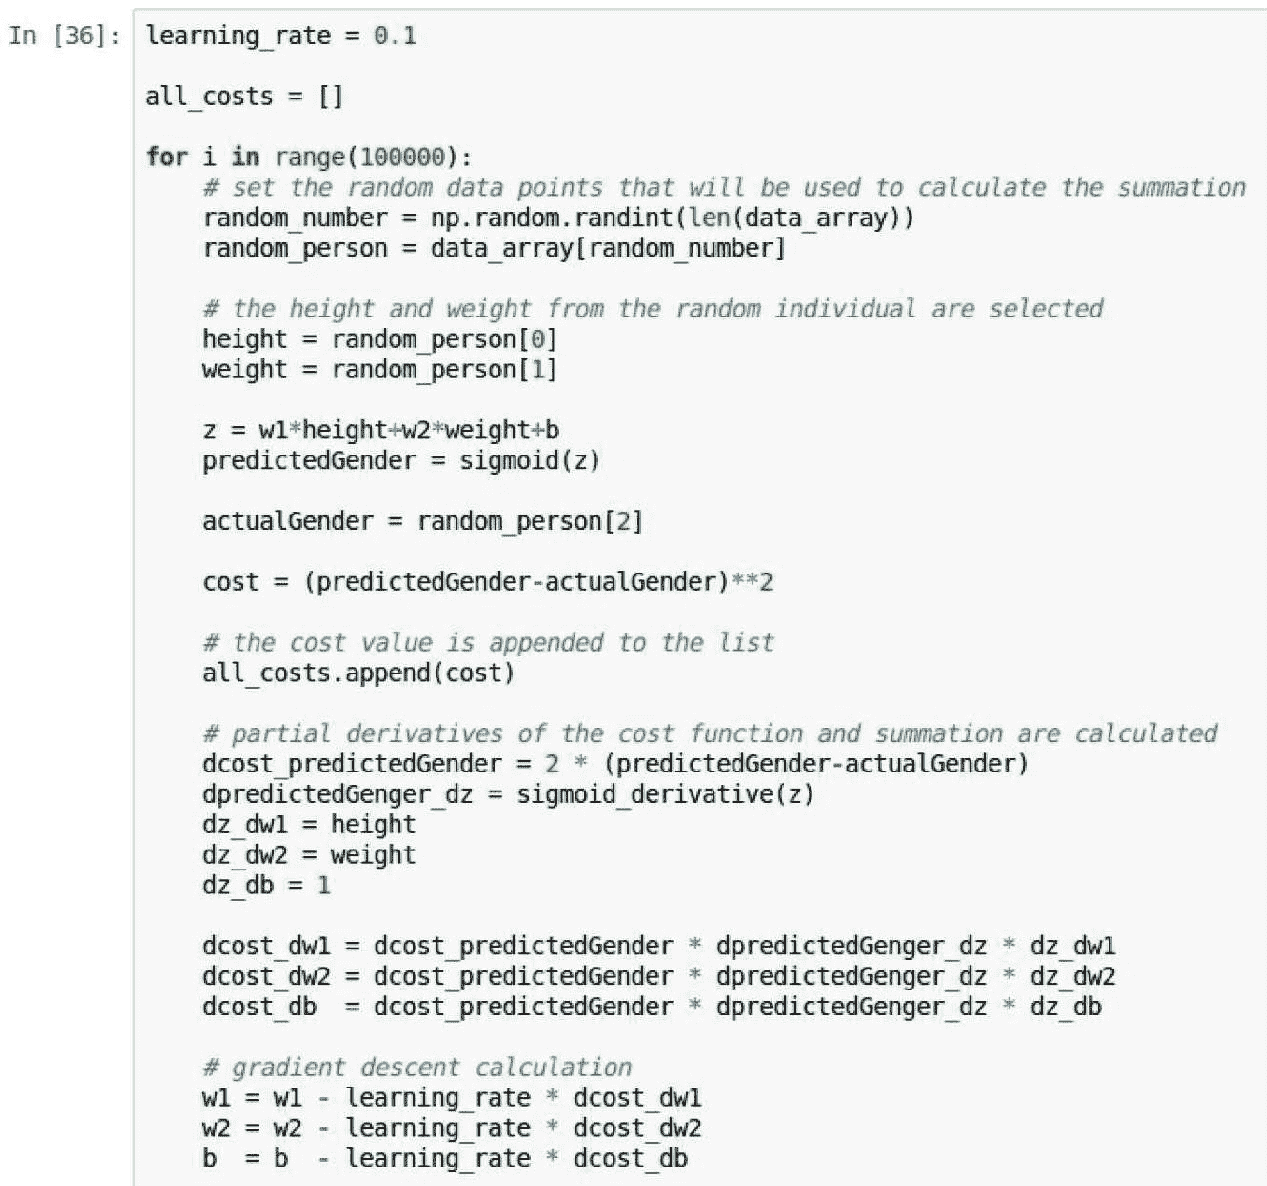 In [36]: learning_rate = 0.1
all_costs = []
for i in range(100000):
# set the random data points that will be used to calculate the summation
random_number = np.random.randint(len(data_array))
random_person = data_array[random_number]
# the height and weight from the random individual are selected
height = random_person[0]
weight = random_person[1]
z = w1*height+w2*weight+b
predictedGender = sigmoid(z)
actualGender = random_person[2]
cost = (predictedGender-actualGender)**2
# the cost value is appended to the list
all_costs.append(cost)
# partial derivatives of the cost function and summation are calculated
dcost_predictedGender = 2 * (predictedGender-actualGender)
dpredictedGenger_dz = sigmoid_derivative(z)
dz_dw1 = height
dz_dw2 = weight
dz_db = 1
dcost_dw1 = dcost_predictedGender * dpredictedGenger_dz * dz_dw1
dcost_dw2 = dcost_predictedGender * dpredictedGenger_dz * dz_dw2
dcost_db  = dcost_predictedGender * dpredictedGenger_dz * dz_db
# gradient descent calculation
w1 = w1 - learning_rate * dcost_dw1
w2 = w2 - learning_rate * dcost_dw2
b  = b  - learning_rate * dcost_db